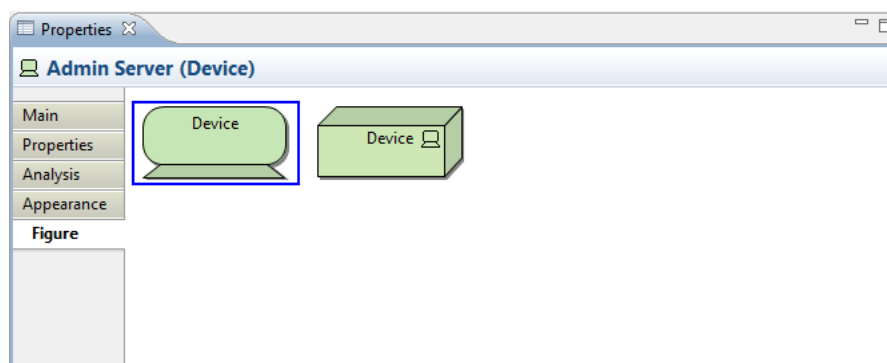 Properties
Admin Server (Device)
Main
Properties
Analysis
Appearance
Figure
Device
Device